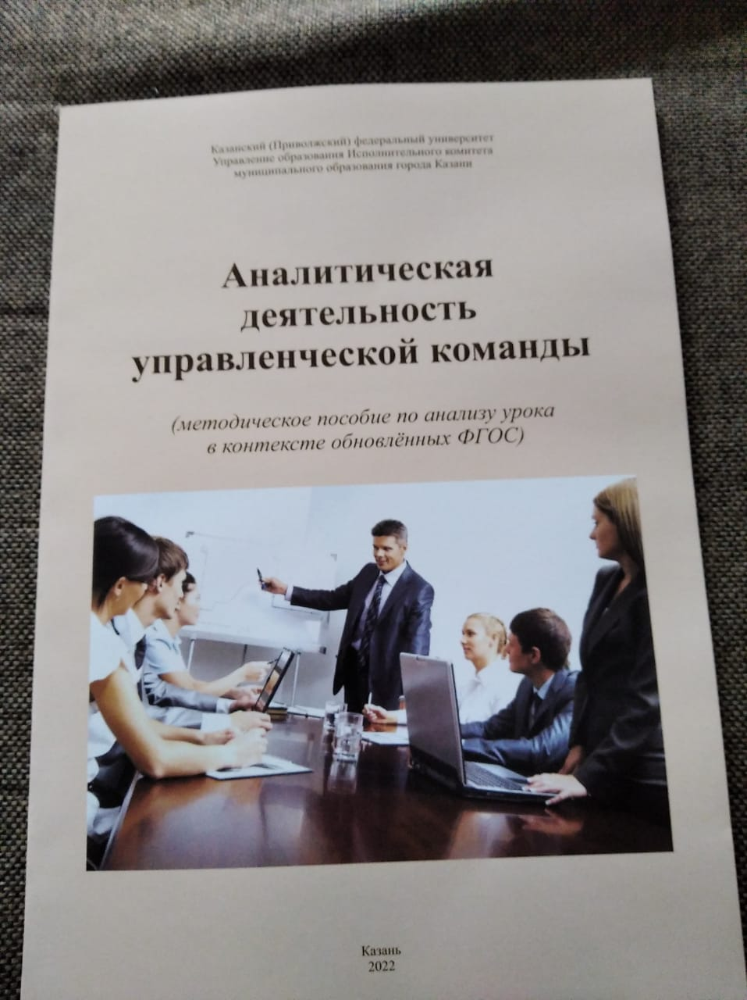 Казанский (Приволжский) федеральный университет
Управление образования Исполнительного комитета
муниципального образования города Казани
Аналитическая
деятельность
управленческой команды
(методическое пособие по анализу урока
в контексте обновлённых ФГОС)
Казань
2022